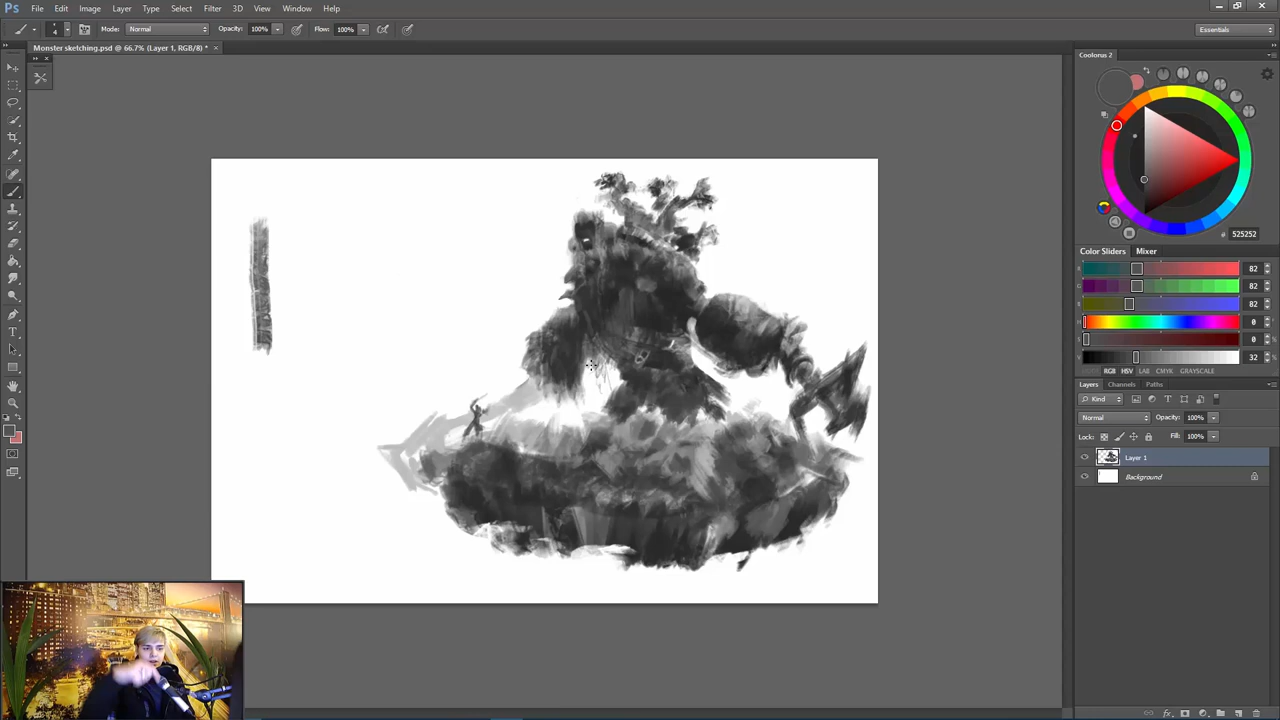 Ps File Edit Image Layer Type Select Filter 3D View Window Help
4 Mode: Normal Opacity: 100% Flow: 100% Essentials
Monster sketching.psd @ 66.7% (Layer 1, RGB/8) *
Coolorus 2
# 525252
Color Sliders Mixer
82
82
82
0
0
32
RGB HSV LAB CMYK GRAYSCALE
Layers Channels Paths
Kind
Normal Opacity: 100%
Lock: Fill: 100%
Layer 1
Background
fx